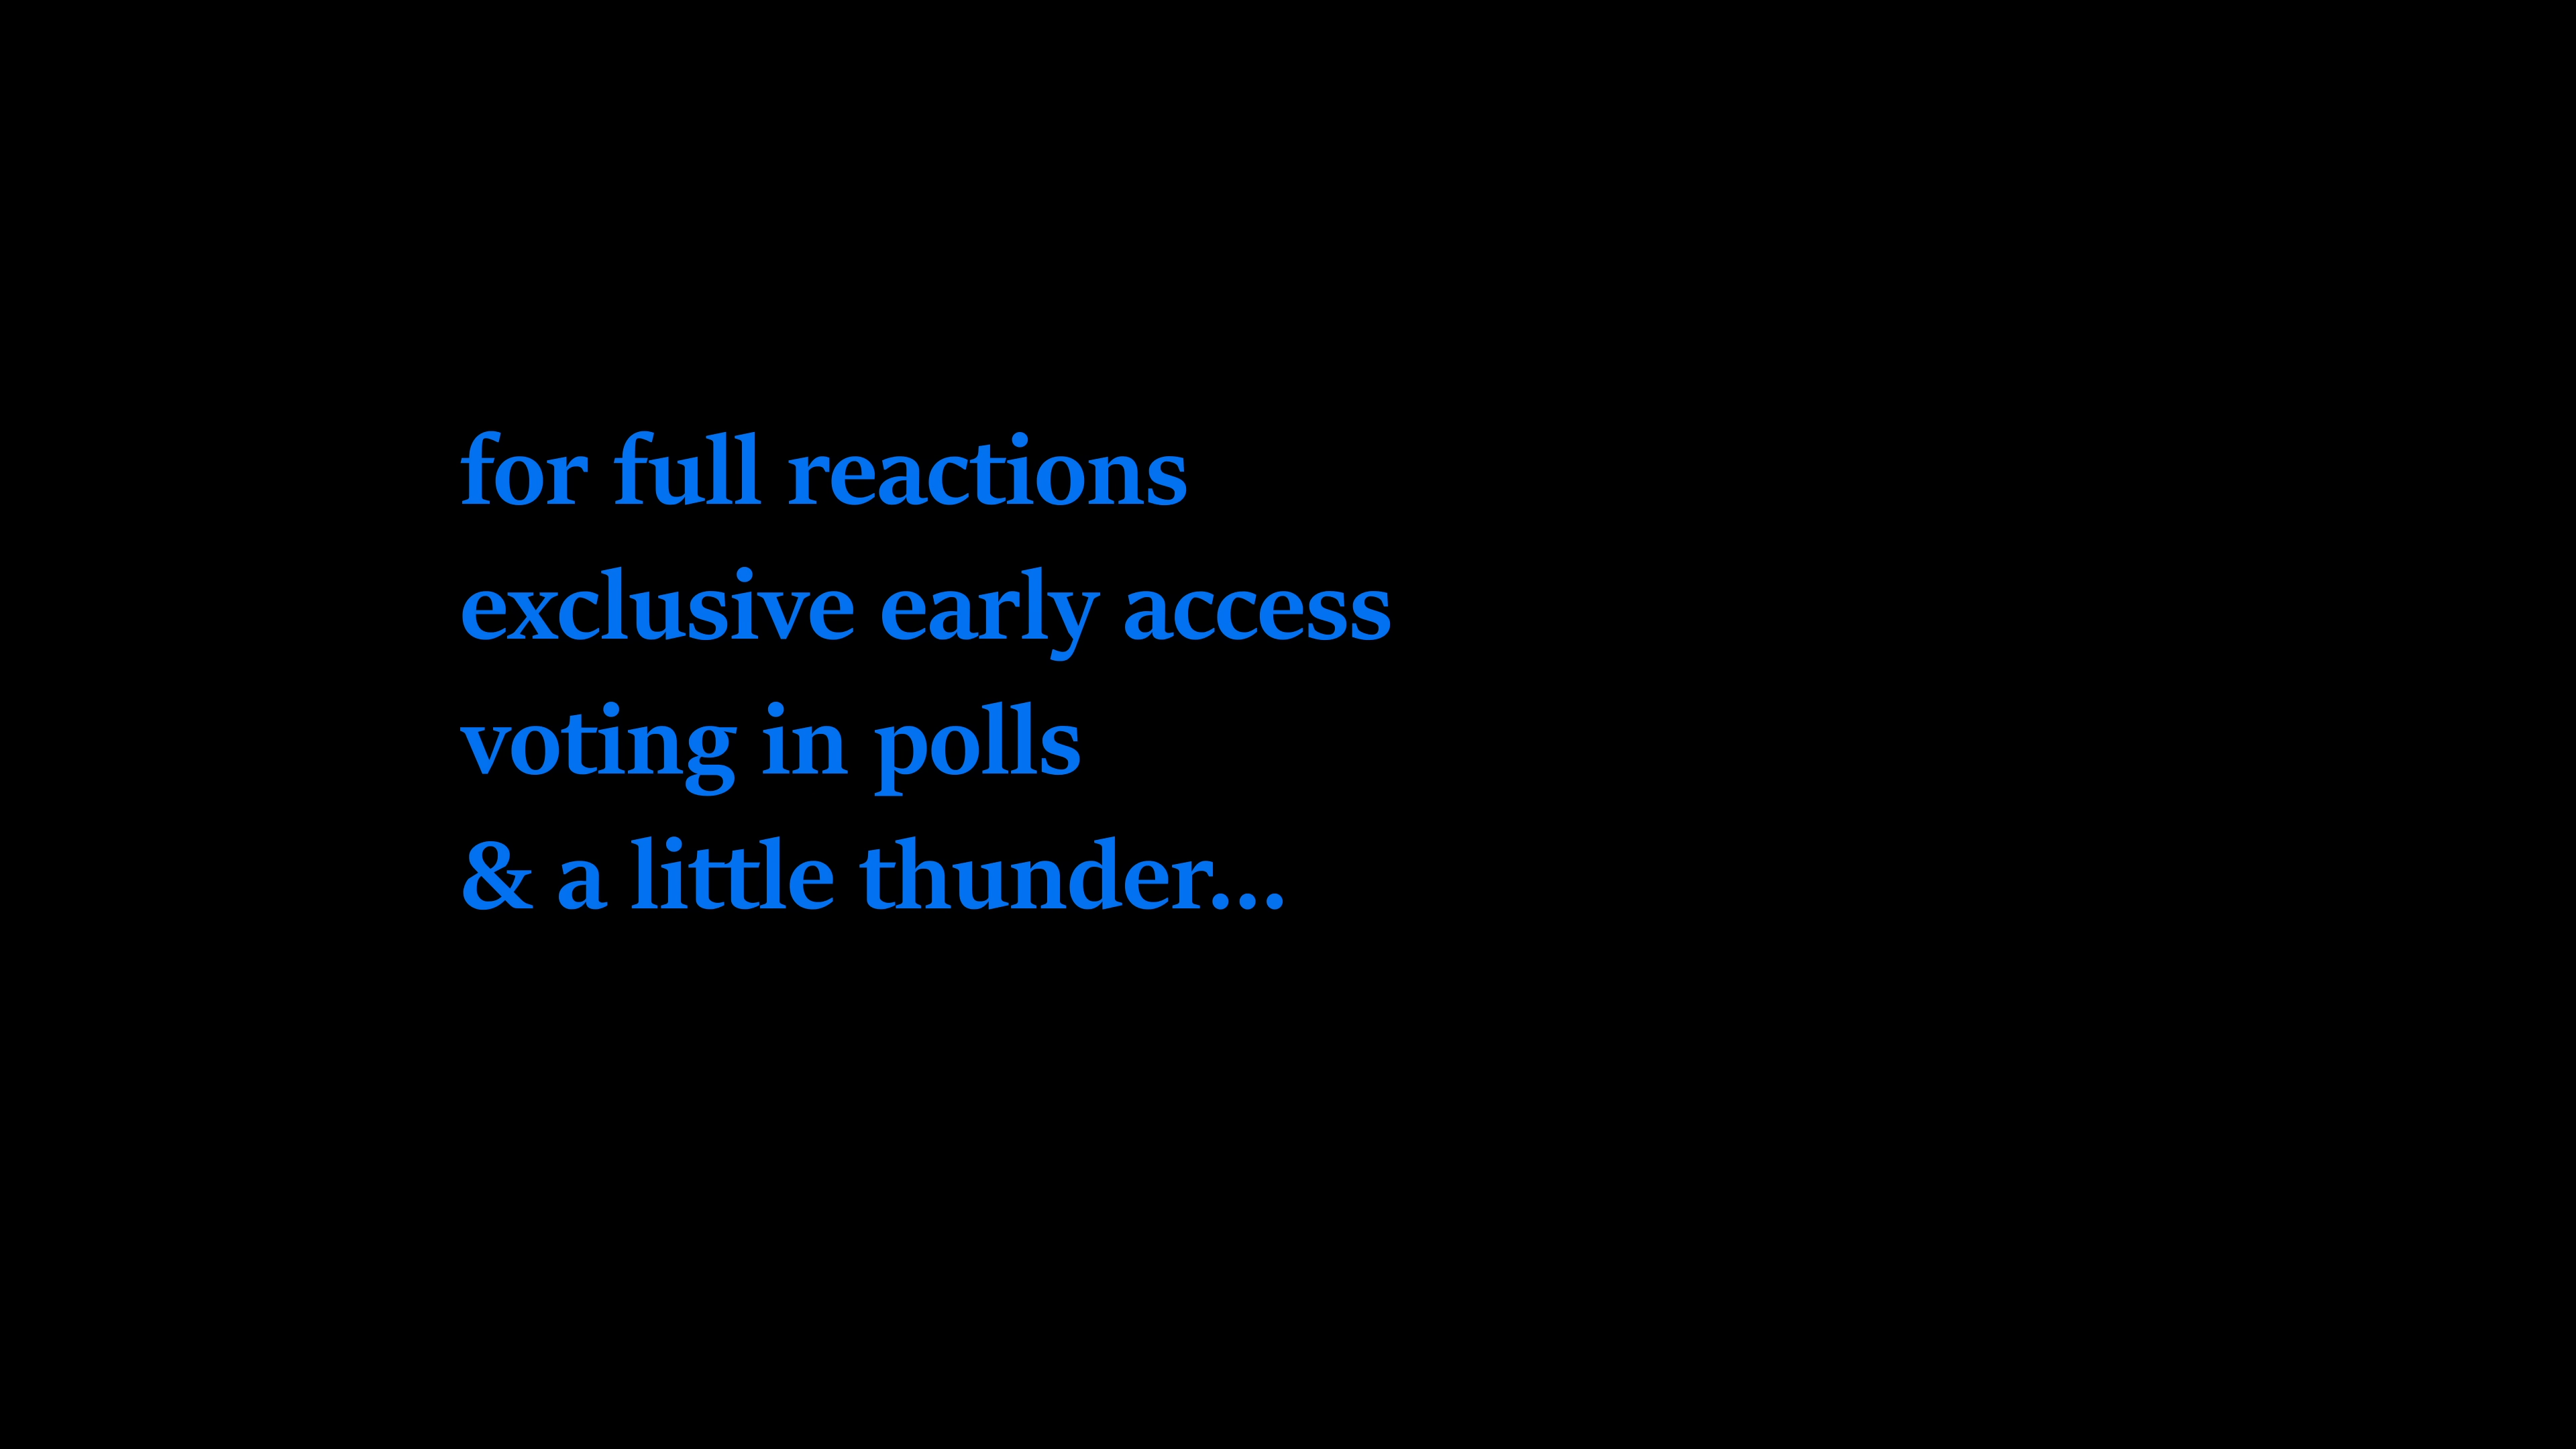 for full reactions
exclusive early access
voting in polls
& a little thunder...